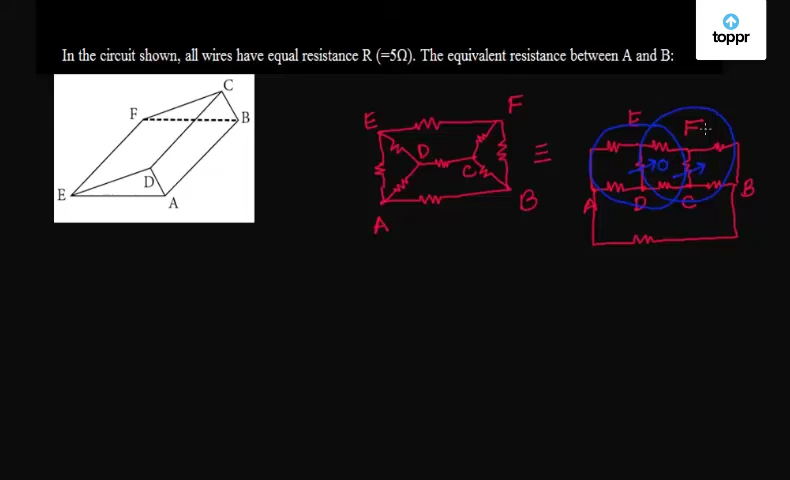 toppr
In the circuit shown, all wires have equal resistance R (=5Ω). The equivalent resistance between A and B:
C
F
B
D
E
A
E
F
D
C
A
B
≡
E
F
O
A
D
C
B